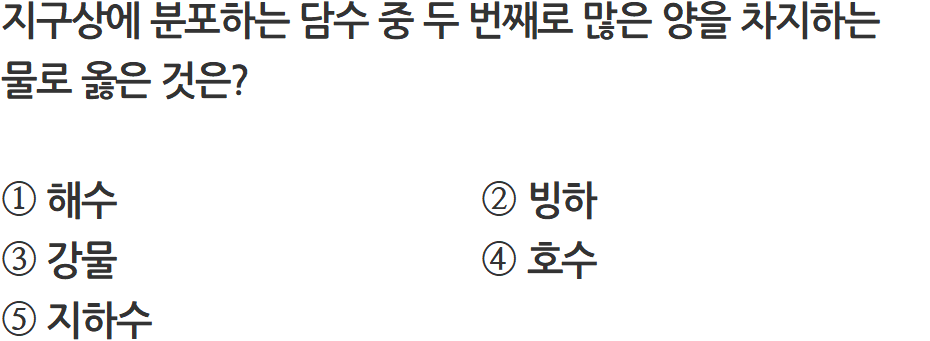 지구상에 분포하는 담수 중 두 번째로 많은 양을 차지하는
물로 옳은 것은?
① 해수 ② 빙하
③ 강물 ④ 호수
⑤ 지하수